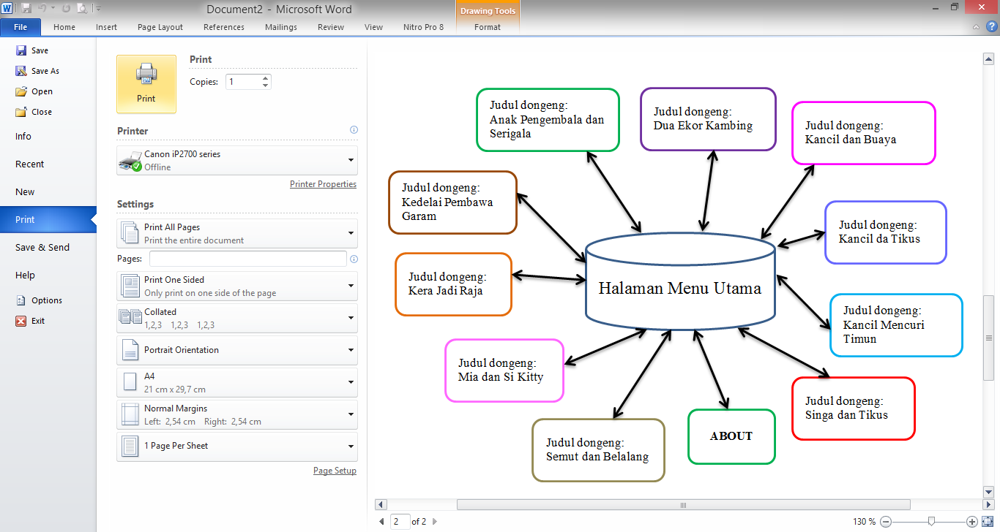 Document2 - Microsoft Word
Drawing Tools
File
Home
Insert
Page Layout
References
Mailings
Review
View
Nitro Pro 8
Format
Save
Save As
Open
Close
Info
Recent
New
Print
Save & Send
Help
Options
Exit
Print
Print
Copies: 1
Printer
Canon iP2700 series
Offline
Printer Properties
Settings
Print All Pages
Print the entire document
Pages:
Print One Sided
Only print on one side of the page
Collated
1,2,3 1,2,3 1,2,3
Portrait Orientation
A4
21 cm x 29,7 cm
Normal Margins
Left: 2,54 cm Right: 2,54 cm
1 Page Per Sheet
Page Setup
Judul dongeng:
Anak Pengembala dan
Serigala
Judul dongeng:
Dua Ekor Kambing
Judul dongeng:
Kancil dan Buaya
Judul dongeng:
Kedelai Pembawa
Garam
Judul dongeng:
Kancil da Tikus
Judul dongeng:
Kera Jadi Raja
Halaman Menu Utama
Judul dongeng:
Kancil Mencuri
Timun
Judul dongeng:
Mia dan Si Kitty
Judul dongeng:
Singa dan Tikus
Judul dongeng:
Semut dan Belalang
ABOUT
2 of 2
130 %